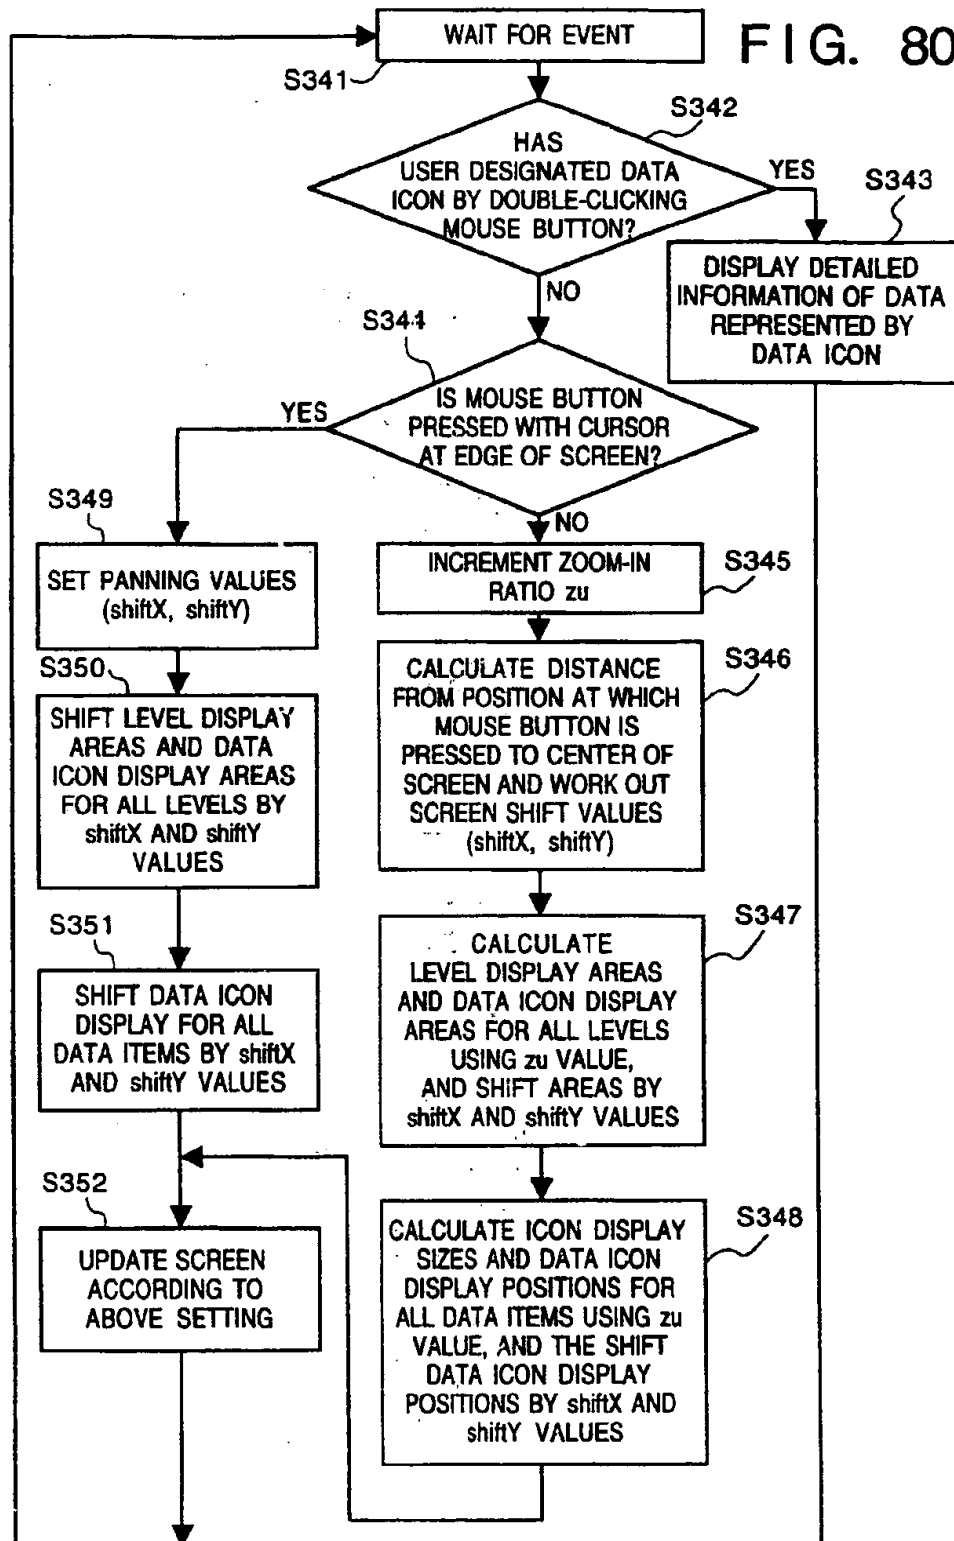 FIG. 80
WAIT FOR EVENT
S341
S342
HAS
USER DESIGNATED DATA
ICON BY DOUBLE-CLICKING
MOUSE BUTTON?
YES
S343
DISPLAY DETAILED
INFORMATION OF DATA
REPRESENTED BY
DATA ICON
NO
S344
IS MOUSE BUTTON
PRESSED WITH CURSOR
AT EDGE OF SCREEN?
YES
NO
S349
SET PANNING VALUES
(shiftX, shiftY)
S350
SHIFT LEVEL DISPLAY
AREAS AND DATA
ICON DISPLAY AREAS
FOR ALL LEVELS BY
shiftX AND shiftY
VALUES
S351
SHIFT DATA ICON
DISPLAY FOR ALL
DATA ITEMS BY shiftX
AND shiftY VALUES
S352
UPDATE SCREEN
ACCORDING TO
ABOVE SETTING
INCREMENT ZOOM-IN
RATIO zu
S345
S346
CALCULATE DISTANCE
FROM POSITION AT WHICH
MOUSE BUTTON IS
PRESSED TO CENTER OF
SCREEN AND WORK OUT
SCREEN SHIFT VALUES
(shiftX, shiftY)
S347
CALCULATE
LEVEL DISPLAY AREAS
AND DATA ICON DISPLAY
AREAS FOR ALL LEVELS
USING zu VALUE,
AND SHIFT AREAS BY
shiftX AND shiftY VALUES
S348
CALCULATE ICON DISPLAY
SIZES AND DATA ICON
DISPLAY POSITIONS FOR
ALL DATA ITEMS USING zu
VALUE, AND THE SHIFT
DATA ICON DISPLAY
POSITIONS BY shiftX AND
shiftY VALUES